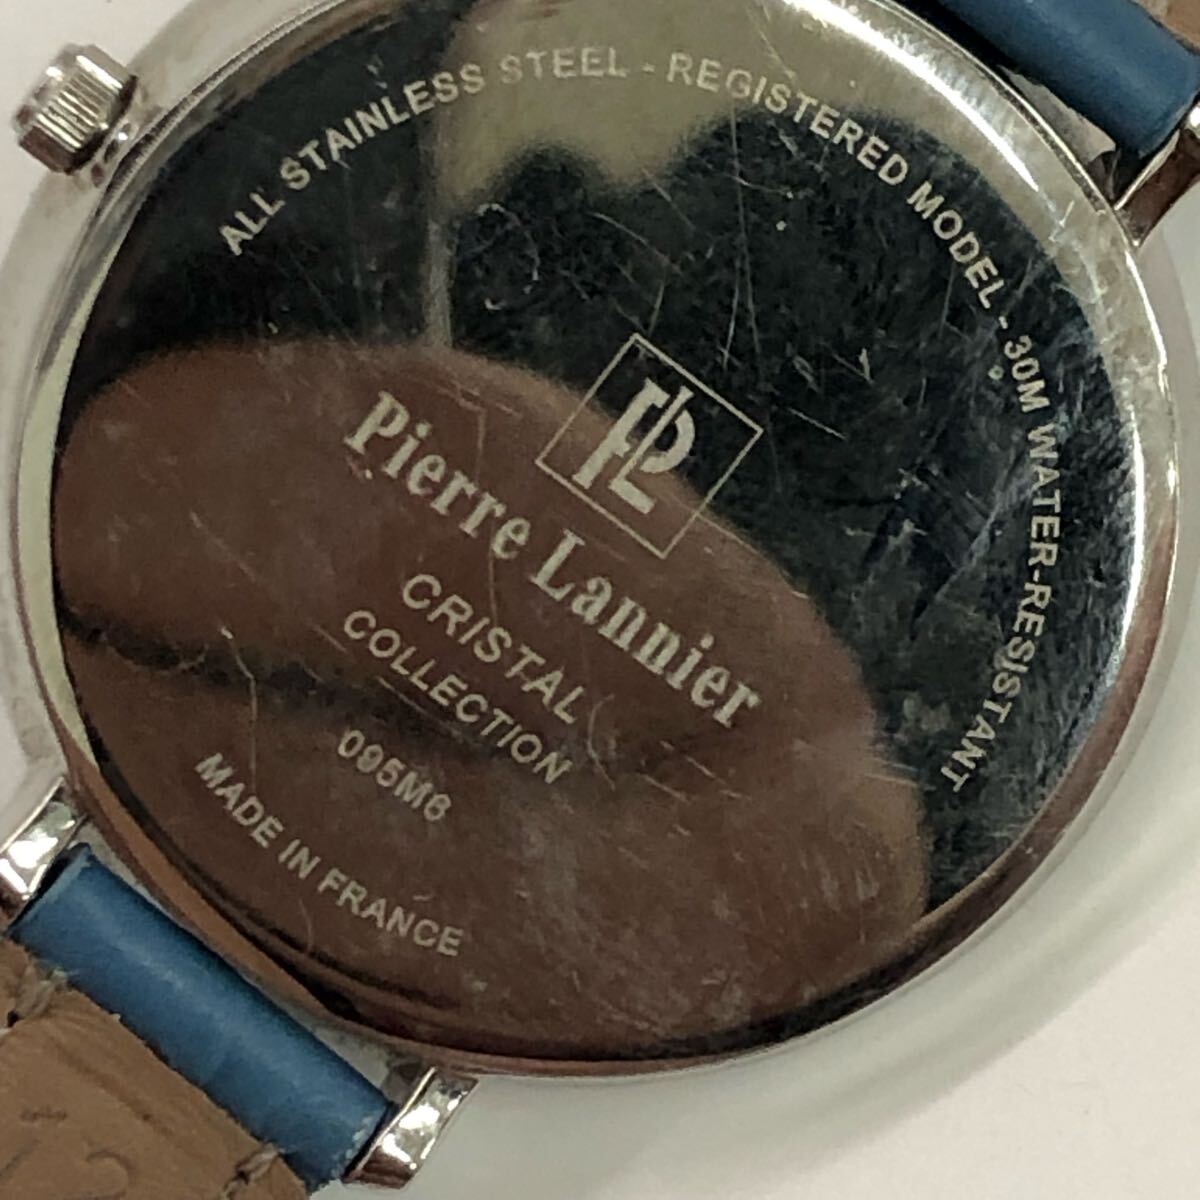 ALL STAINLESS STEEL - REGISTERED MODEL - 30M WATER-RESISTANT
PL
Pierre Lannier
CRISTAL
COLLECTION
095M6
MADE IN FRANCE